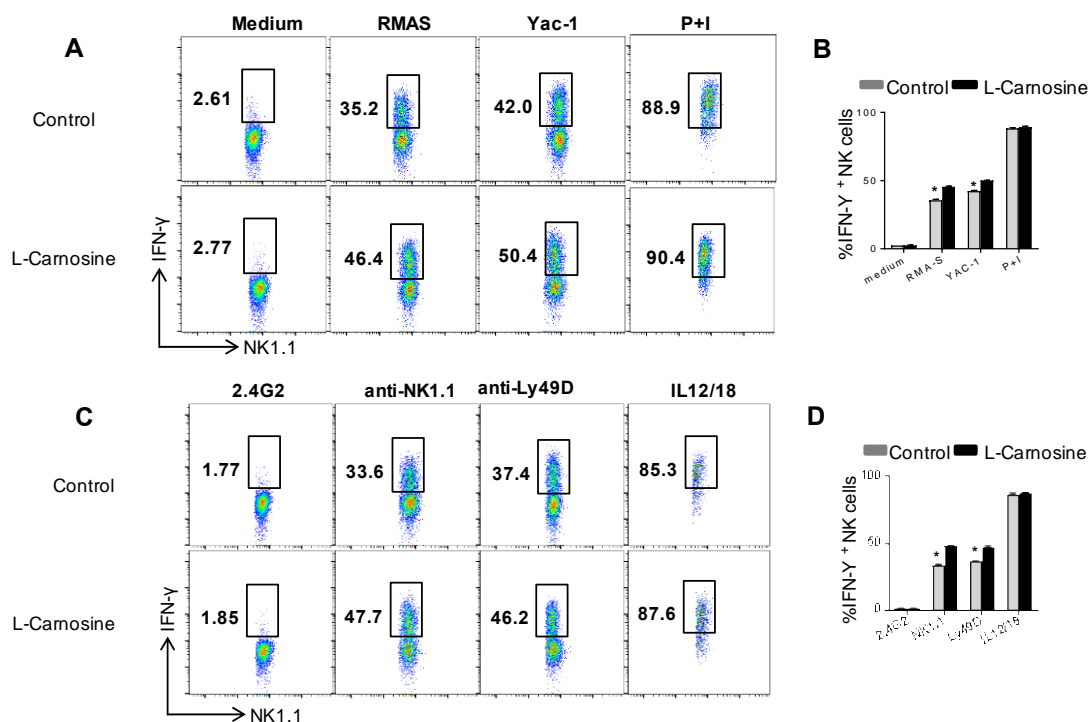 A
Medium RMAS Yac-1 P+I
Control
2.61 35.2 42.0 88.9
L-Carnosine
2.77 46.4 50.4 90.4
IFN-γ
NK1.1
B
Control L-Carnosine
%IFN-Y + NK cells
100
50
0
medium RMA-S YAC-1 P+I
* *
C
2.4G2 anti-NK1.1 anti-Ly49D IL12/18
Control
1.77 33.6 37.4 85.3
L-Carnosine
1.85 47.7 46.2 87.6
IFN-γ
NK1.1
D
Control L-Carnosine
%IFN-Y + NK cells
100
50
0
2.4G2 NK1.1 Ly49D IL12/18
* *